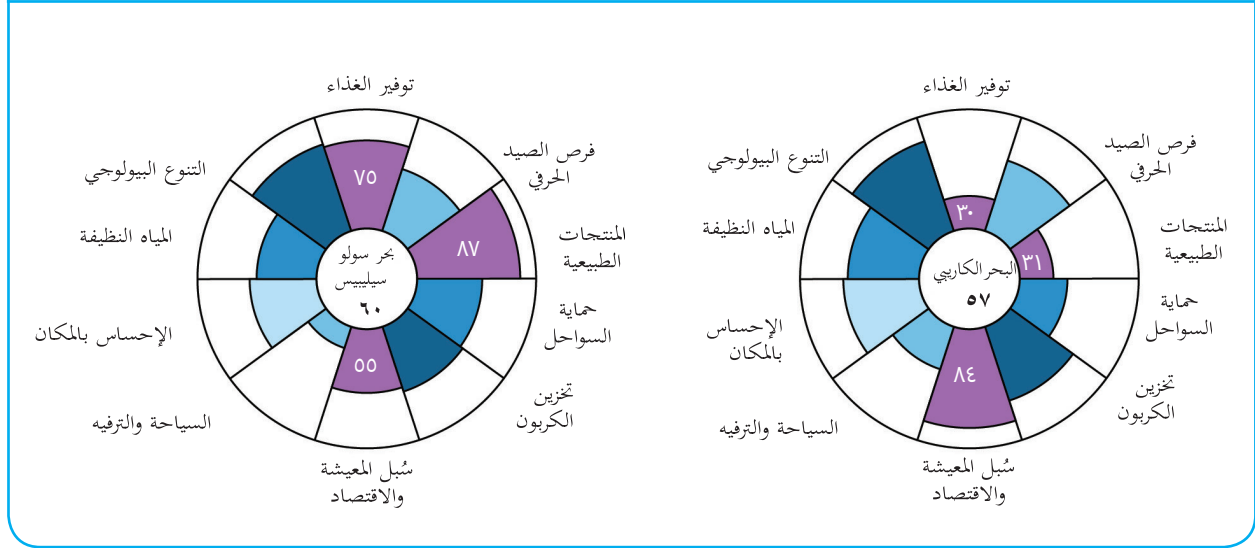 توفير الغذاء
فرص الصيد
الحرفي
المنتجات
الطبيعية
حماية
السواحل
تخزين
الكربون
سُبل المعيشة
والاقتصاد
السياحة والترفيه
الإحساس
بالمكان
المياه النظيفة
التنوع البيولوجي
٣٠
٣١
٨٤
البحر الكاريبي
٥٧
توفير الغذاء
فرص الصيد
الحرفي
المنتجات
الطبيعية
حماية
السواحل
تخزين
الكربون
سُبل المعيشة
والاقتصاد
السياحة والترفيه
الإحساس بالمكان
المياه النظيفة
التنوع البيولوجي
٧٥
٨٧
٥٥
بحر سولو
سيليبيس
٦٠